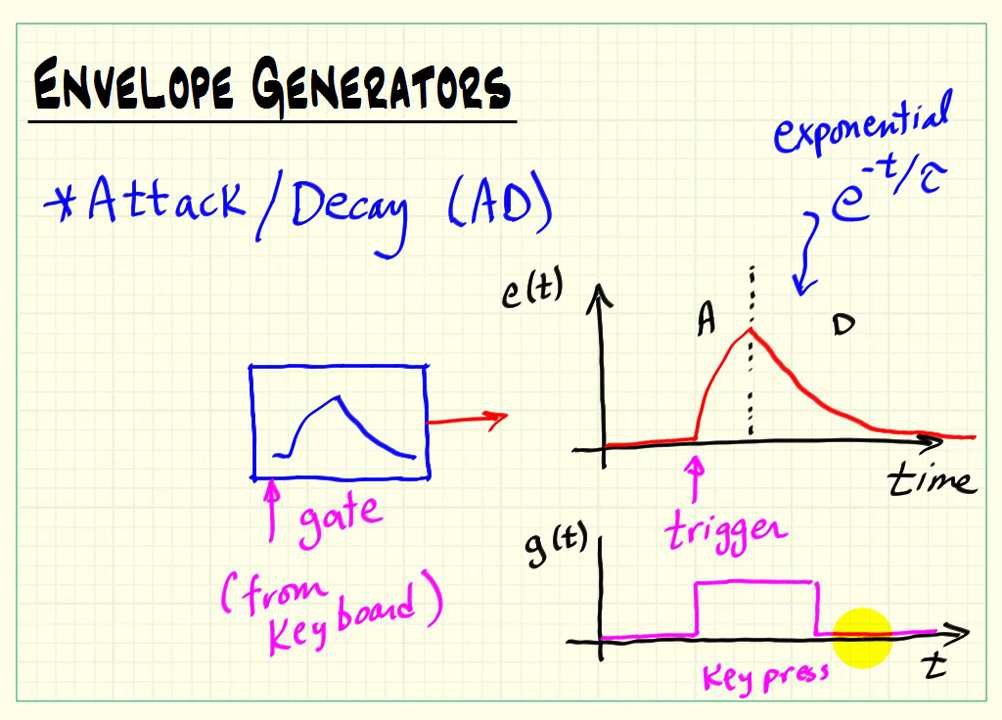 ENVELOPE GENERATORS
*Attack/Decay (AD)
exponential
e^-t/τ
e(t)
A
D
time
trigger
gate
(from
Keyboard)
g(t)
t
Key press